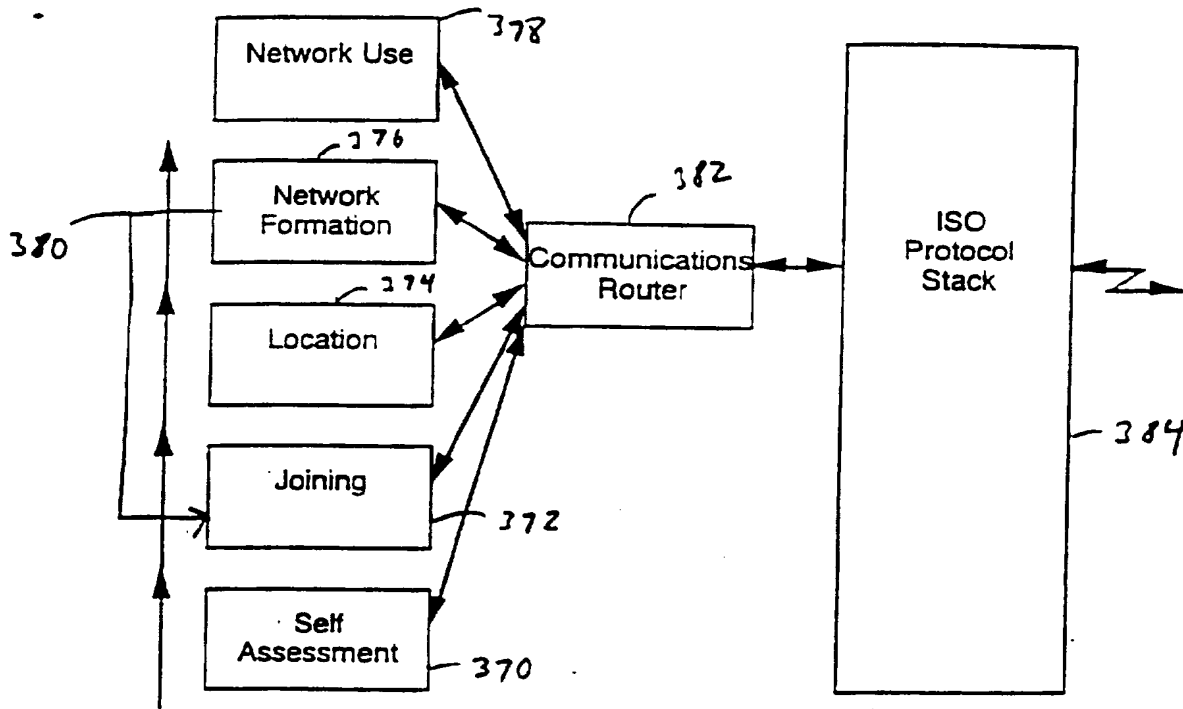 378
Network Use
376
Network
Formation
380
382
Communications
Router
ISO
Protocol
Stack
374
Location
384
Joining
372
Self
Assessment
370